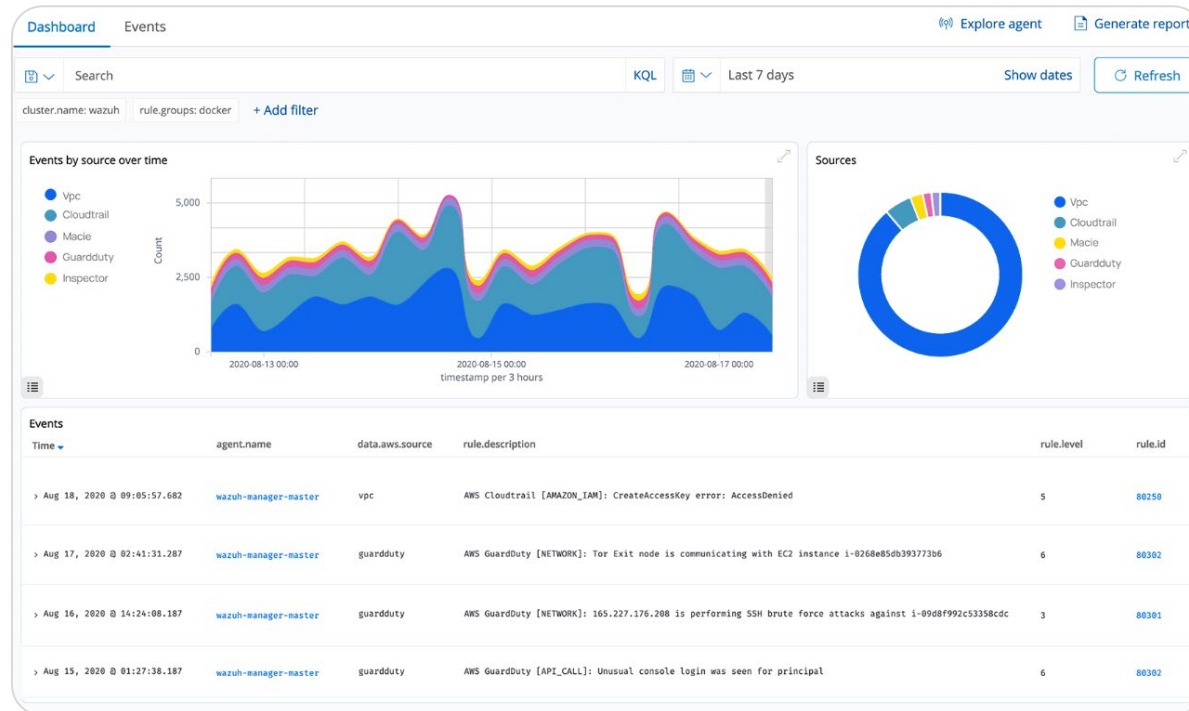 Dashboard Events Explore agent Generate report
Search KQL Last 7 days Show dates Refresh
cluster.name: wazuh rule.groups: docker + Add filter
Events by source over time
Vpc
Cloudtrail
Macie
Guardduty
Inspector
Count
5,000
2,500
0
2020-08-13 00:00 2020-08-15 00:00 2020-08-17 00:00
timestamp per 3 hours
Sources
Vpc
Cloudtrail
Macie
Guardduty
Inspector
Events
Time agent.name data.aws.source rule.description rule.level rule.id
> Aug 18, 2020 @ 09:05:57.682 wazuh-manager-master vpc AWS Cloudtrail [AMAZON_IAM]: CreateAccessKey error: AccessDenied 5 80250
> Aug 17, 2020 @ 02:41:31.287 wazuh-manager-master guardduty AWS GuardDuty [NETWORK]: Tor Exit node is communicating with EC2 instance i-0268e85db393773b6 6 80302
> Aug 16, 2020 @ 14:24:08.187 wazuh-manager-master guardduty AWS GuardDuty [NETWORK]: 165.227.176.208 is performing SSH brute force attacks against i-09d8f992c53358cdc 3 80301
> Aug 15, 2020 @ 01:27:38.187 wazuh-manager-master guardduty AWS GuardDuty [API_CALL]: Unusual console login was seen for principal 6 80302